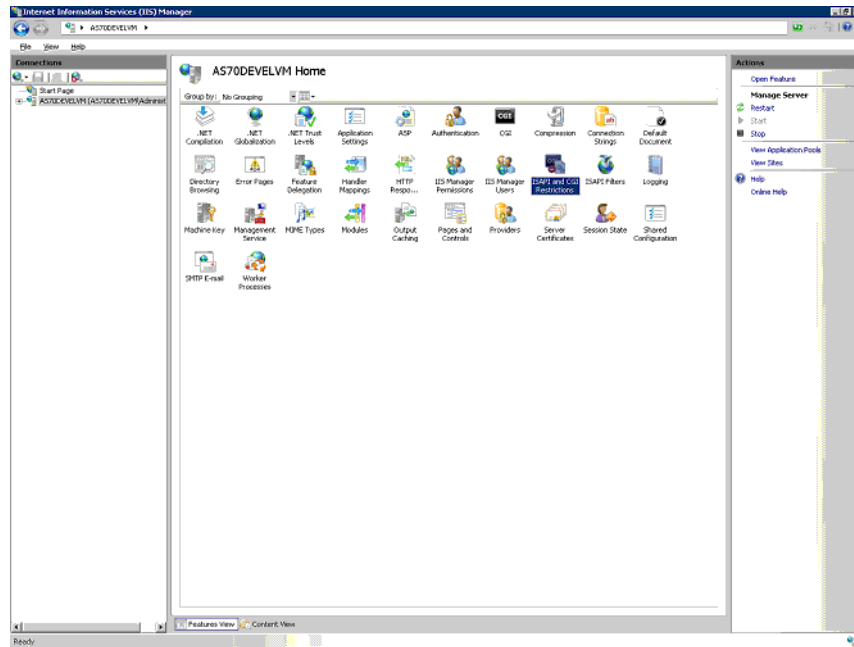 Internet Information Services (IIS) Manager
AS70DEVELVM
File View Help
Connections
Start Page
AS70DEVELVM (AS70DEVELVM\Administ
AS70DEVELVM Home
Group by: No Grouping
.NET Compilation
.NET Globalization
.NET Trust Levels
Application Settings
ASP
Authentication
CGI
CGI
Compression
Connection Strings
ab
Default Document
Directory Browsing
Error Pages
Feature Delegation
Handler Mappings
HTTP Respo...
IIS Manager Permissions
IIS Manager Users
ISAPI and CGI Restrictions
ISAPI Filters
Logging
Machine Key
Management Service
MIME Types
Modules
Output Caching
Pages and Controls
Providers
Server Certificates
Session State
Shared Configuration
SMTP E-mail
Worker Processes
Actions
Open Feature
Manage Server
Restart
Start
Stop
View Application Pools
View Sites
Help
Online Help
Features View
Content View
Ready